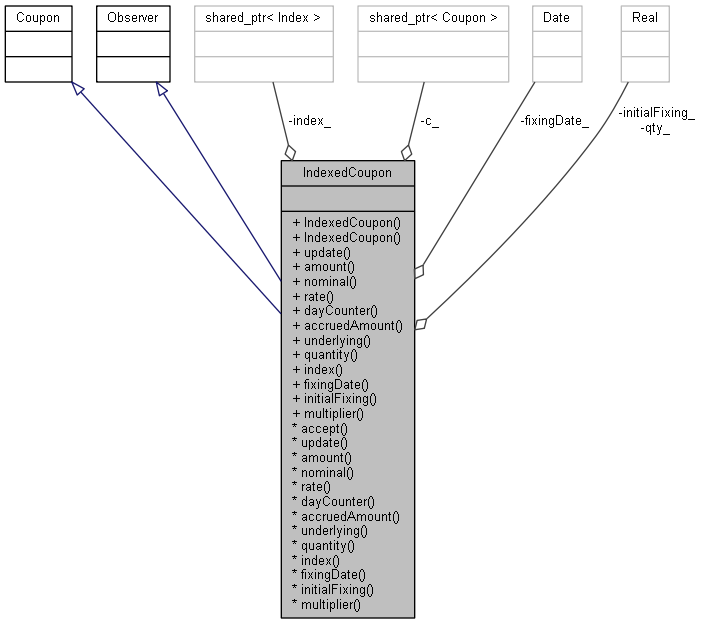 Coupon
Observer
shared_ptr< Index >
shared_ptr< Coupon >
Date
Real
-index_
-c_
-fixingDate_
-initialFixing_
-qty_
IndexedCoupon
+ IndexedCoupon()
+ IndexedCoupon()
+ update()
+ amount()
+ nominal()
+ rate()
+ dayCounter()
+ accruedAmount()
+ underlying()
+ quantity()
+ index()
+ fixingDate()
+ initialFixing()
+ multiplier()
* accept()
* update()
* amount()
* nominal()
* rate()
* dayCounter()
* accruedAmount()
* underlying()
* quantity()
* index()
* fixingDate()
* initialFixing()
* multiplier()